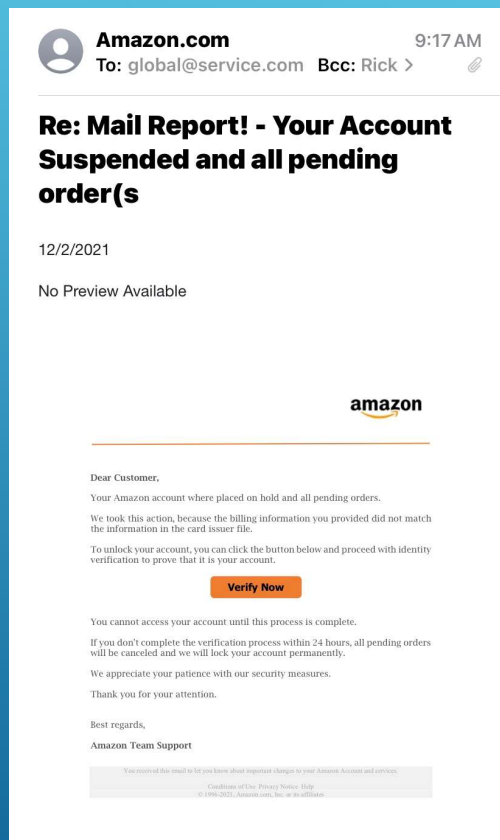 Amazon.com 9:17 AM
To: global@service.com Bcc: Rick >
Re: Mail Report! - Your Account
Suspended and all pending
order(s
12/2/2021
No Preview Available
amazon
Dear Customer,
Your Amazon account where placed on hold and all pending orders.
We took this action, because the billing information you provided did not match
the information in the card issuer file.
To unlock your account, you can click the button below and proceed with identity
verification to prove that it is your account.
Verify Now
You cannot access your account until this process is complete.
If you don't complete the verification process within 24 hours, all pending orders
will be canceled and we will lock your account permanently.
We appreciate your patience with our security measures.
Thank you for your attention.
Best regards,
Amazon Team Support
You received this email to let you know about important changes to your Amazon Account and services.
Conditions of Use Privacy Notice Help
© 1996-2021, Amazon.com, Inc. or its affiliates